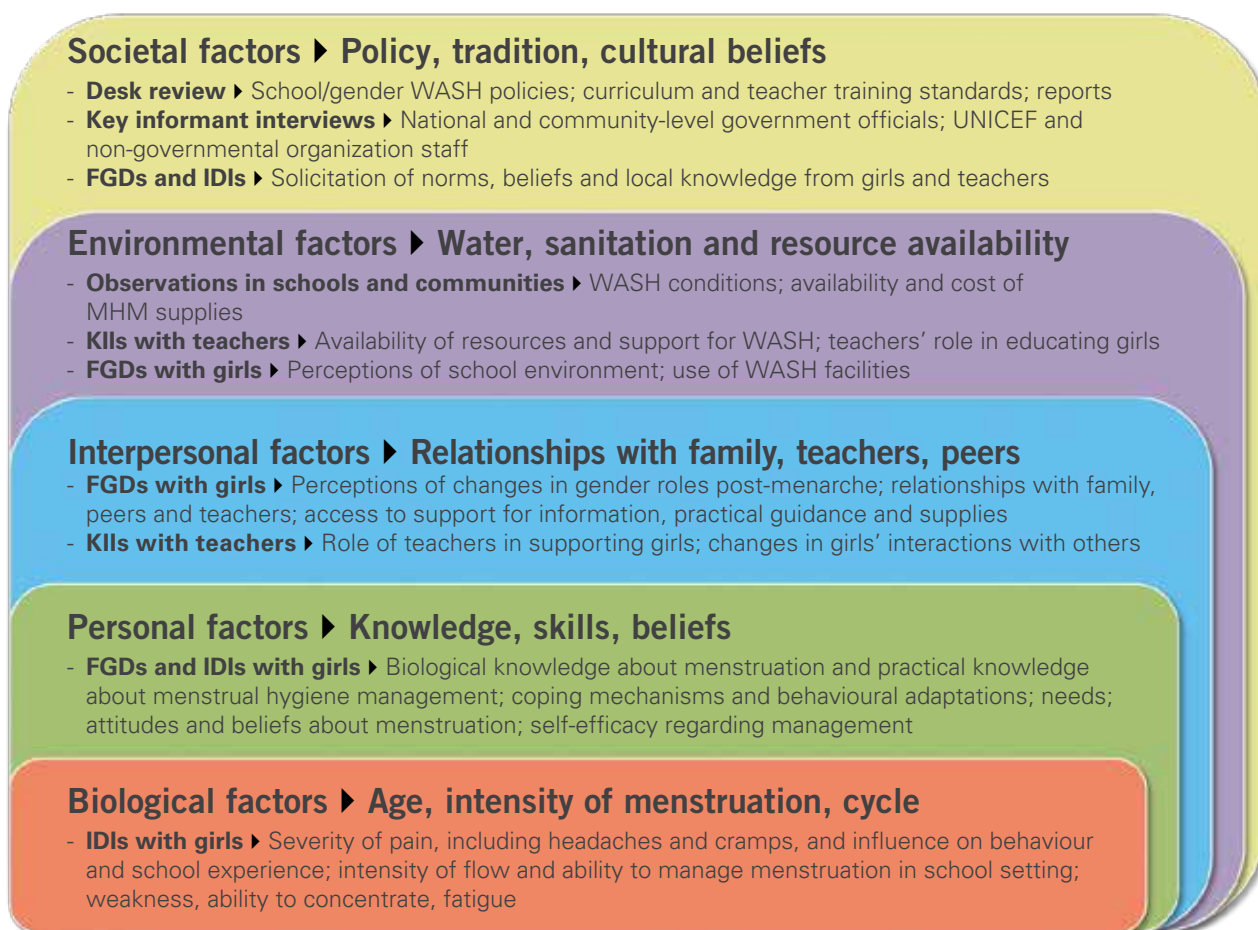 Societal factors ▶ Policy, tradition, cultural beliefs
- Desk review ▶ School/gender WASH policies; curriculum and teacher training standards; reports
- Key informant interviews ▶ National and community-level government officials; UNICEF and
non-governmental organization staff
- FGDs and IDIs ▶ Solicitation of norms, beliefs and local knowledge from girls and teachers
Environmental factors ▶ Water, sanitation and resource availability
- Observations in schools and communities ▶ WASH conditions; availability and cost of
MHM supplies
- KIIs with teachers ▶ Availability of resources and support for WASH; teachers’ role in educating girls
- FGDs with girls ▶ Perceptions of school environment; use of WASH facilities
Interpersonal factors ▶ Relationships with family, teachers, peers
- FGDs with girls ▶ Perceptions of changes in gender roles post-menarche; relationships with family,
peers and teachers; access to support for information, practical guidance and supplies
- KIIs with teachers ▶ Role of teachers in supporting girls; changes in girls’ interactions with others
Personal factors ▶ Knowledge, skills, beliefs
- FGDs and IDIs with girls ▶ Biological knowledge about menstruation and practical knowledge
about menstrual hygiene management; coping mechanisms and behavioural adaptations; needs;
attitudes and beliefs about menstruation; self-efficacy regarding management
Biological factors ▶ Age, intensity of menstruation, cycle
- IDIs with girls ▶ Severity of pain, including headaches and cramps, and influence on behaviour
and school experience; intensity of flow and ability to manage menstruation in school setting;
weakness, ability to concentrate, fatigue